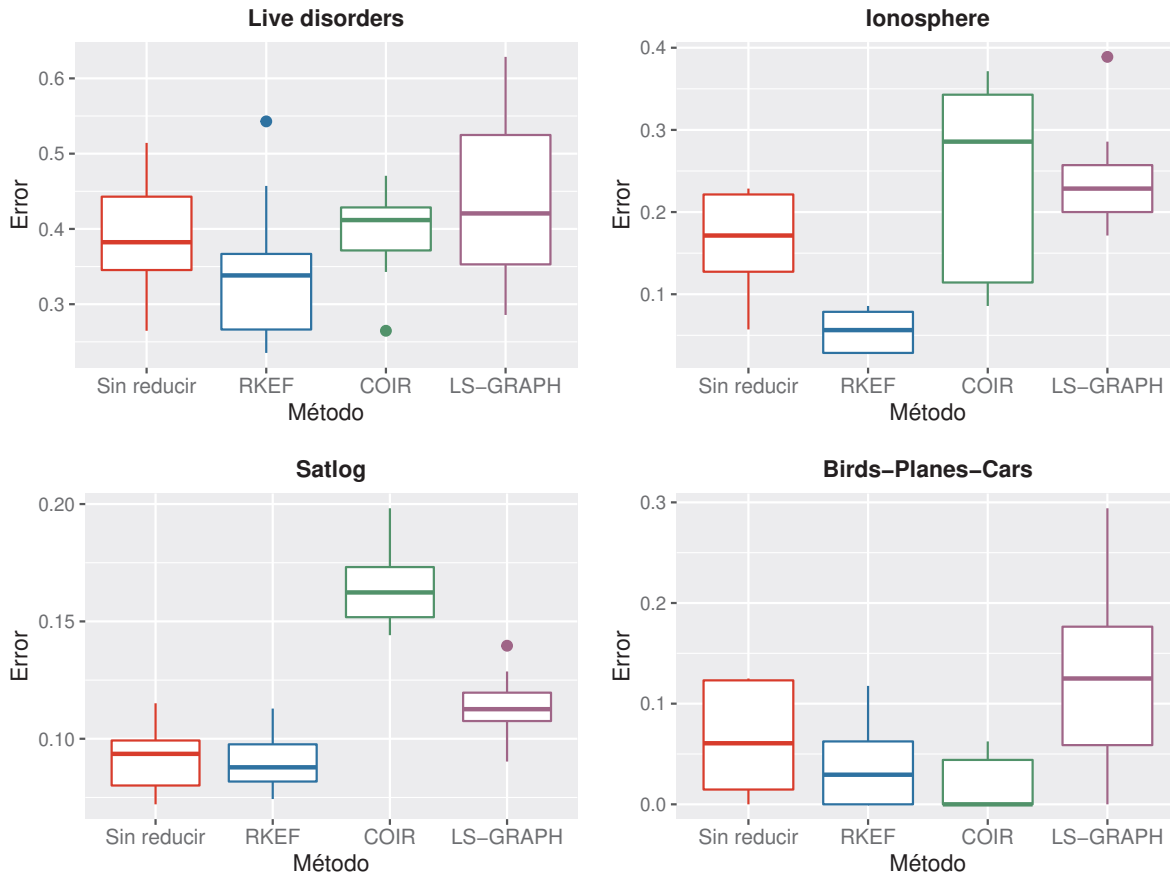 Live disorders
Error
0.6
0.5
0.4
0.3
Sin reducir RKEF COIR LS−GRAPH
Método
Ionosphere
Error
0.4
0.3
0.2
0.1
Sin reducir RKEF COIR LS−GRAPH
Método
Satlog
Error
0.20
0.15
0.10
Sin reducir RKEF COIR LS−GRAPH
Método
Birds−Planes−Cars
Error
0.3
0.2
0.1
0.0
Sin reducir RKEF COIR LS−GRAPH
Método